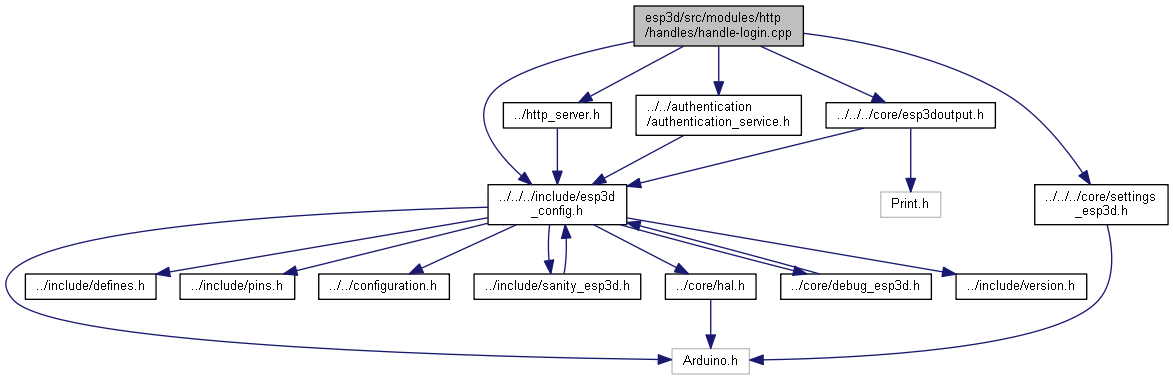 esp3d/src/modules/http
/handles/handle-login.cpp
../http_server.h
../../authentication
/authentication_service.h
../../../core/esp3doutput.h
../../../include/esp3d
_config.h
Print.h
../../../core/settings
_esp3d.h
../include/defines.h
../include/pins.h
../../configuration.h
../include/sanity_esp3d.h
../core/hal.h
../core/debug_esp3d.h
../include/version.h
Arduino.h